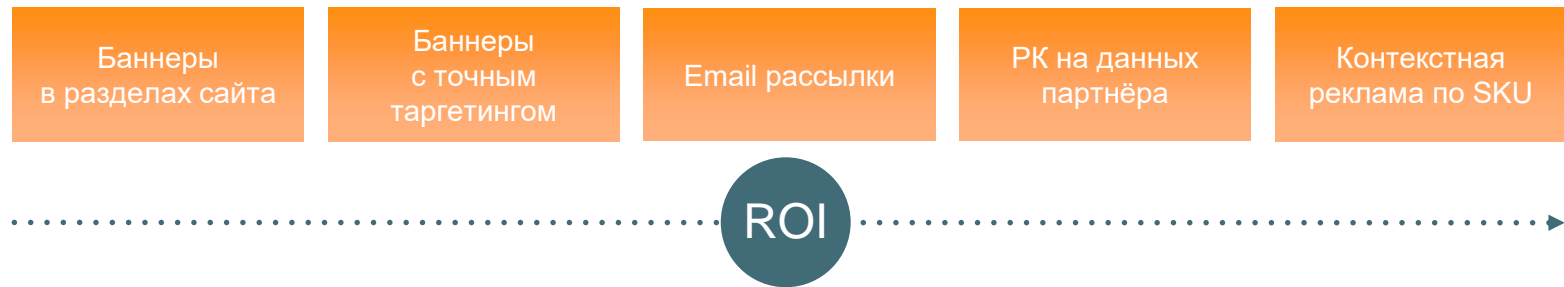 Баннеры
в разделах сайта
Баннеры
с точным
таргетингом
Email рассылки
РК на данных
партнёра
Контекстная
реклама по SKU
ROI